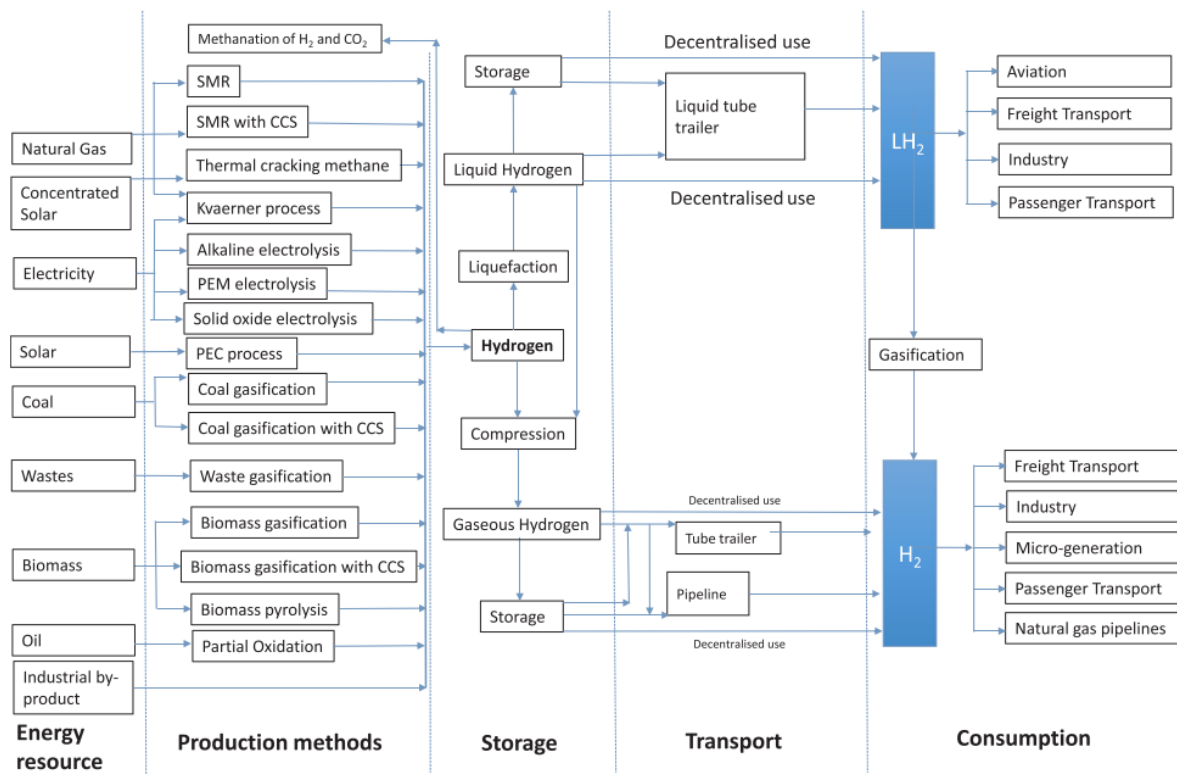 Methanation of H₂ and CO₂
SMR
SMR with CCS
Natural Gas
Thermal cracking methane
Concentrated
Solar
Kvaerner process
Alkaline electrolysis
Electricity
PEM electrolysis
Solid oxide electrolysis
Solar
PEC process
Coal gasification
Coal
Coal gasification with CCS
Wastes
Waste gasification
Biomass gasification
Biomass
Biomass gasification with CCS
Biomass pyrolysis
Oil
Partial Oxidation
Industrial by-
product
Energy
resource
Production methods
Storage
Liquid Hydrogen
Liquefaction
Hydrogen
Compression
Gaseous Hydrogen
Storage
Storage
Decentralised use
Liquid tube
trailer
Decentralised use
Decentralised use
Tube trailer
Pipeline
Decentralised use
Transport
LH₂
Gasification
H₂
Aviation
Freight Transport
Industry
Passenger Transport
Freight Transport
Industry
Micro-generation
Passenger Transport
Natural gas pipelines
Consumption